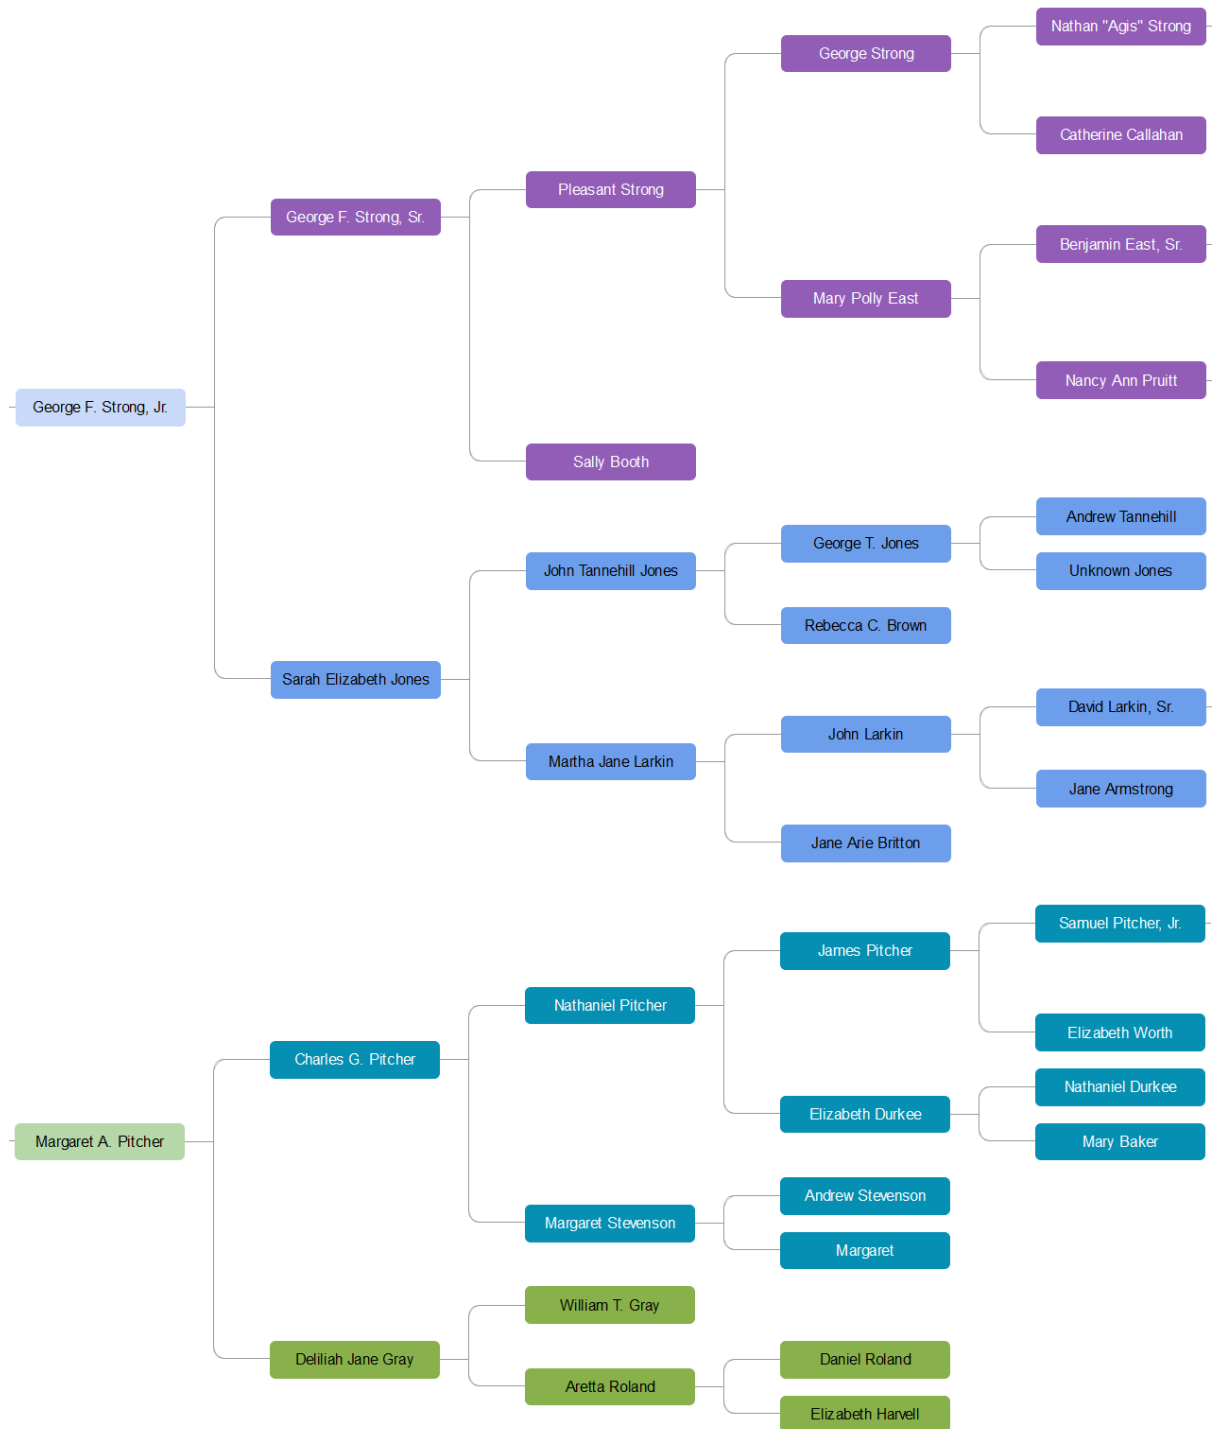 Nathan "Agis" Strong
George Strong
Catherine Callahan
Pleasant Strong
George F. Strong, Sr.
Benjamin East, Sr.
Mary Polly East
Nancy Ann Pruitt
George F. Strong, Jr.
Sally Booth
Andrew Tannehill
George T. Jones
John Tannehill Jones
Unknown Jones
Rebecca C. Brown
Sarah Elizabeth Jones
David Larkin, Sr.
John Larkin
Martha Jane Larkin
Jane Armstrong
Jane Arie Britton
Samuel Pitcher, Jr.
James Pitcher
Nathaniel Pitcher
Elizabeth Worth
Charles G. Pitcher
Nathaniel Durkee
Elizabeth Durkee
Mary Baker
Margaret A. Pitcher
Andrew Stevenson
Margaret Stevenson
Margaret
William T. Gray
Deliliah Jane Gray
Daniel Roland
Aretta Roland
Elizabeth Harvell